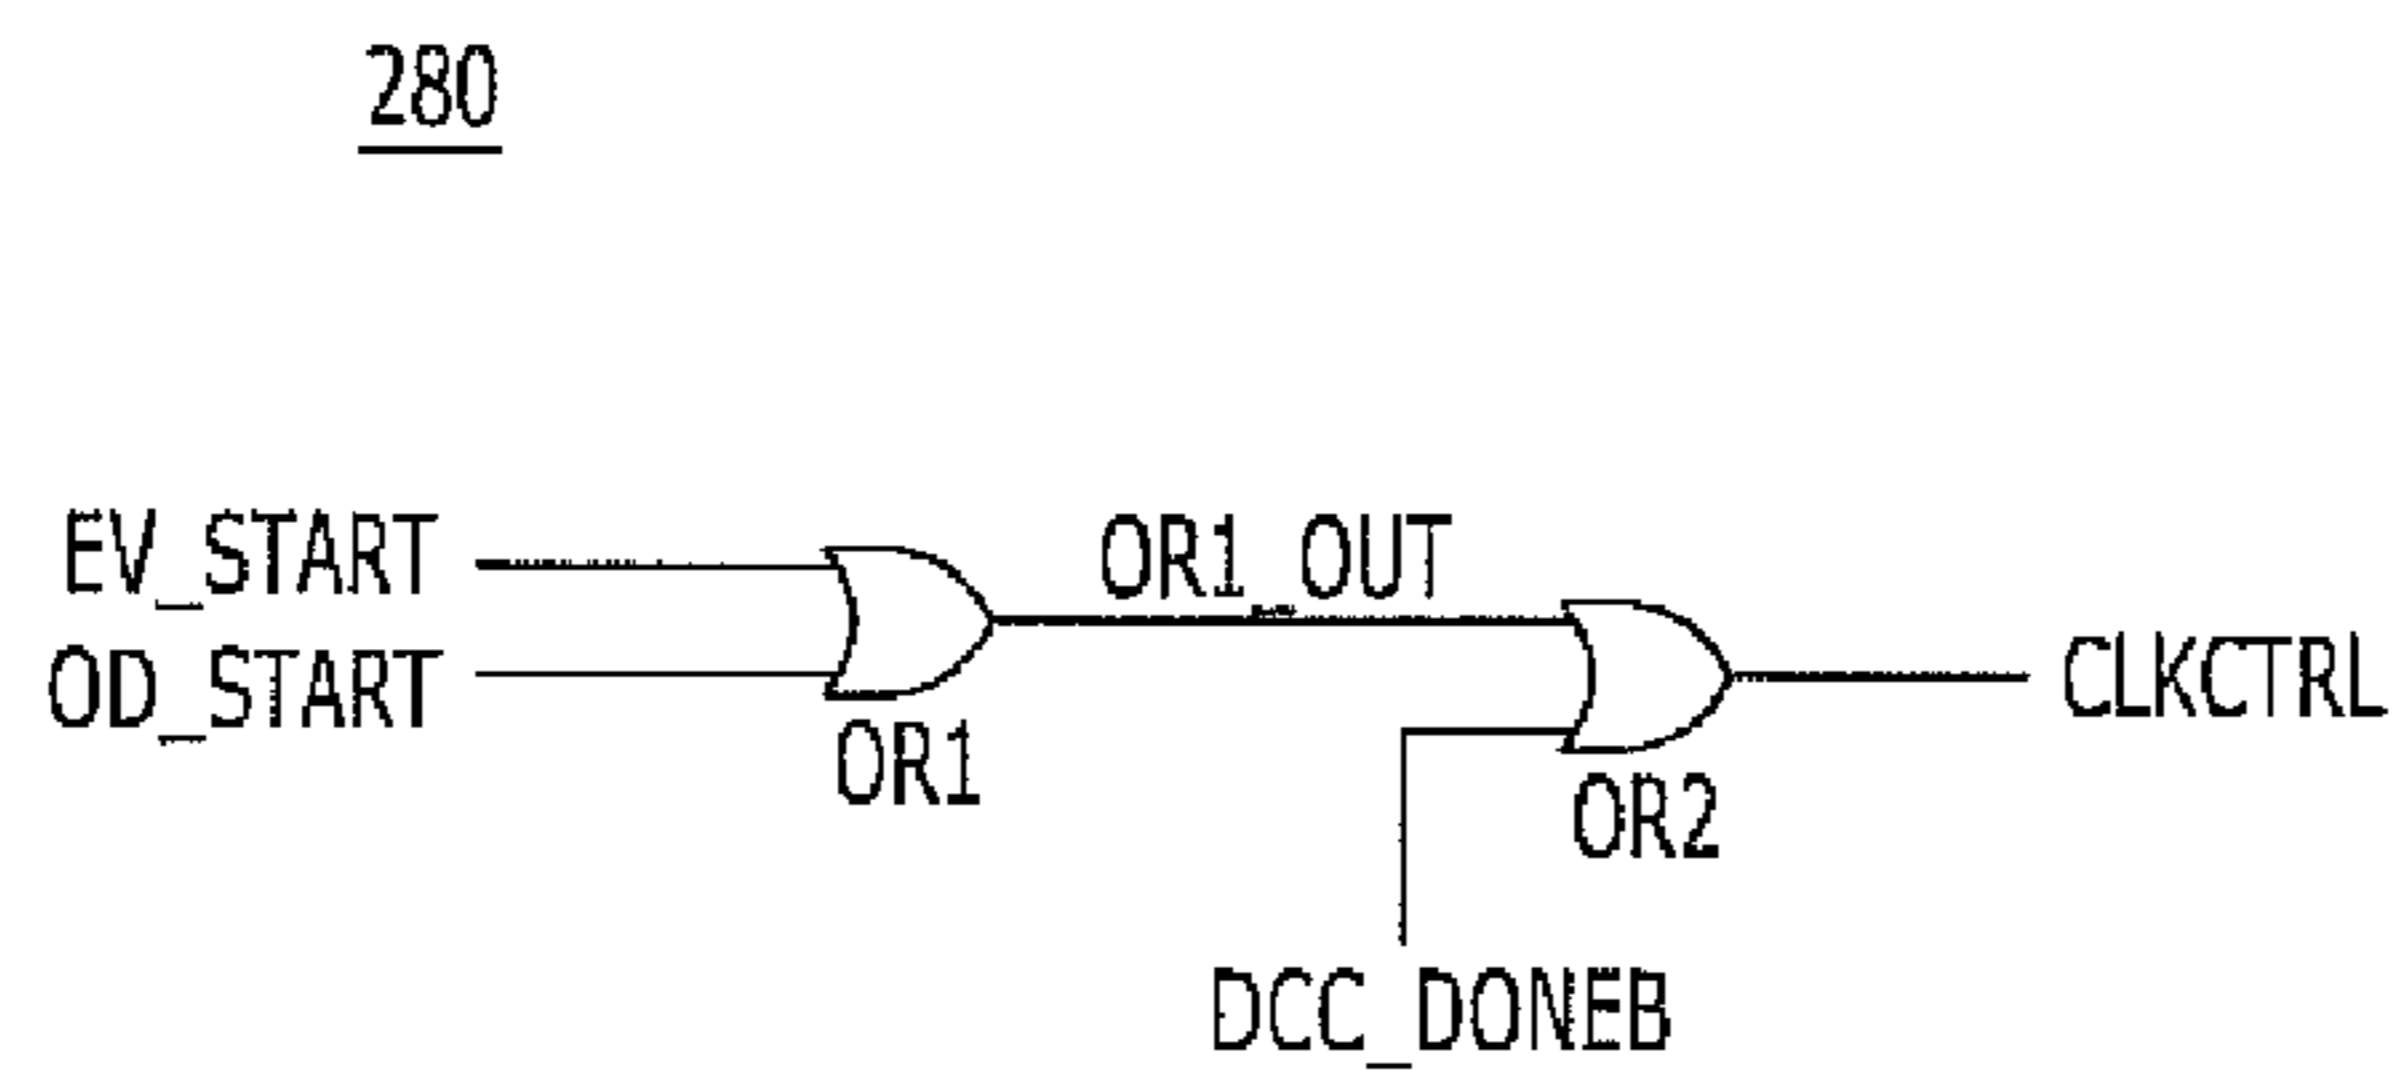 280
EV_START
OD_START
OR1
OR1_OUT
OR2
DCC_DONEB
CLKCTRL